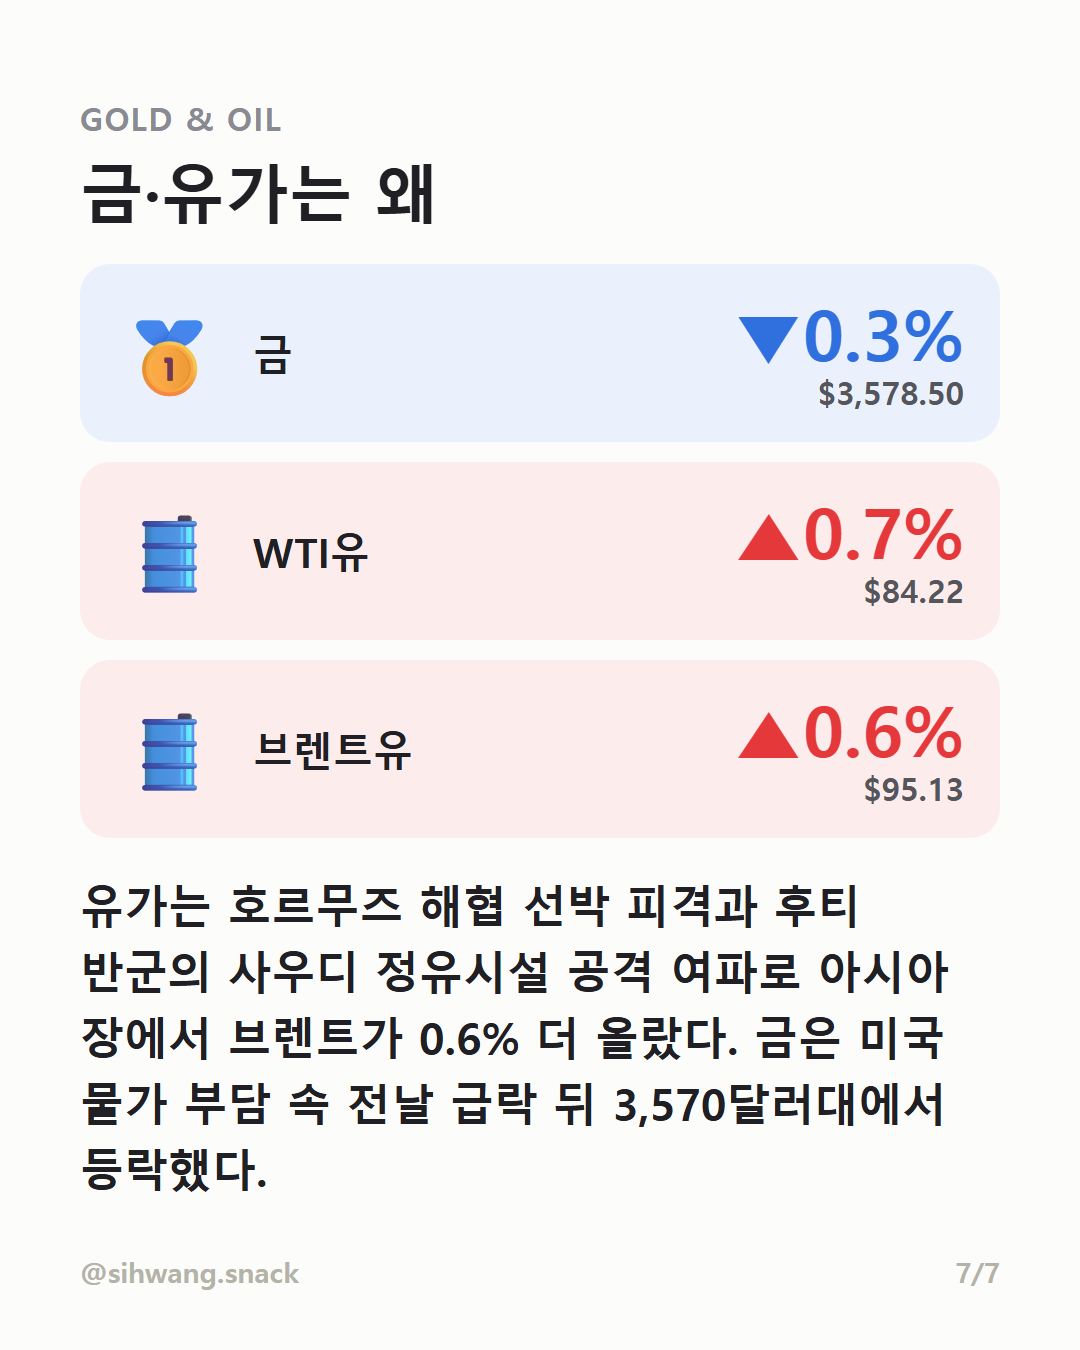 GOLD & OIL
금·유가는 왜
1
금
▼0.3%
$3,578.50
WTI유
▲0.7%
$84.22
브렌트유
▲0.6%
$95.13
유가는 호르무즈 해협 선박 피격과 후티
반군의 사우디 정유시설 공격 여파로 아시아
장에서 브렌트가 0.6% 더 올랐다. 금은 미국
물가 부담 속 전날 급락 뒤 3,570달러대에서
등락했다.
@sihwang.snack
7/7